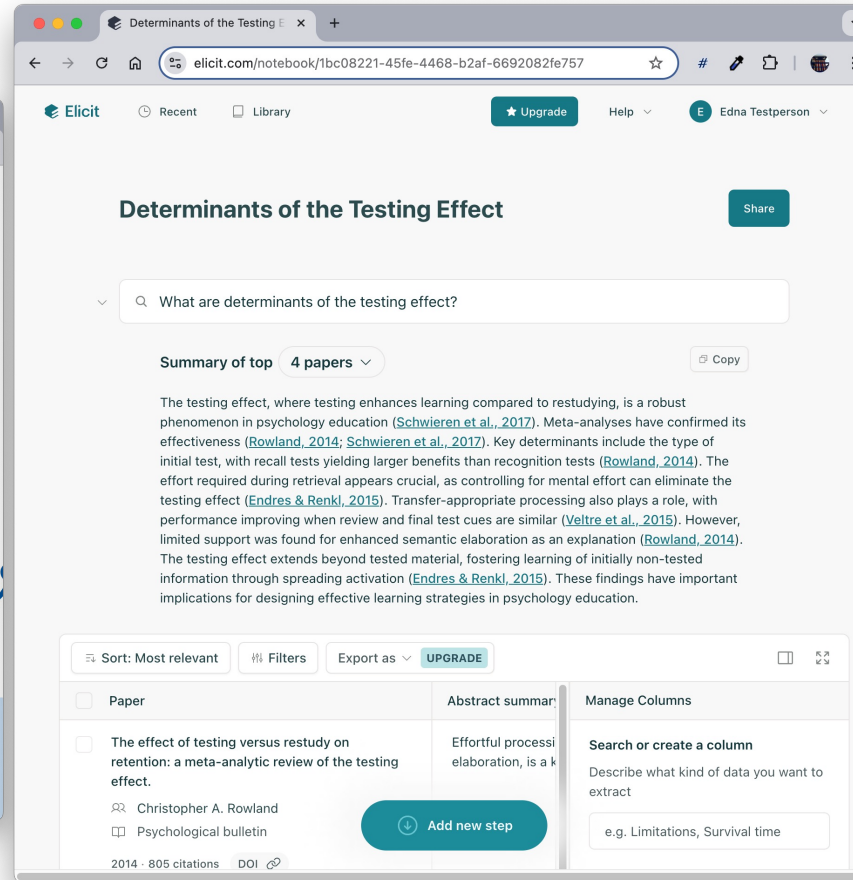 Determinants of the Testing E
elicit.com/notebook/1bc08221-45fe-4468-b2af-6692082fe757
Elicit
Recent
Library
Upgrade
Help
E
Edna Testperson
Determinants of the Testing Effect
Share
What are determinants of the testing effect?
Summary of top
4 papers
Copy
The testing effect, where testing enhances learning compared to restudying, is a robust
phenomenon in psychology education (Schwieren et al., 2017). Meta-analyses have confirmed its
effectiveness (Rowland, 2014; Schwieren et al., 2017). Key determinants include the type of
initial test, with recall tests yielding larger benefits than recognition tests (Rowland, 2014). The
effort required during retrieval appears crucial, as controlling for mental effort can eliminate the
testing effect (Endres & Renkl, 2015). Transfer-appropriate processing also plays a role, with
performance improving when review and final test cues are similar (Veltre et al., 2015). However,
limited support was found for enhanced semantic elaboration as an explanation (Rowland, 2014).
The testing effect extends beyond tested material, fostering learning of initially non-tested
information through spreading activation (Endres & Renkl, 2015). These findings have important
implications for designing effective learning strategies in psychology education.
Sort: Most relevant
Filters
Export as
UPGRADE
Paper
Abstract summary
Manage Columns
The effect of testing versus restudy on
retention: a meta-analytic review of the testing
effect.
Christopher A. Rowland
Psychological bulletin
2014 · 805 citations DOI
Effortful processi
elaboration, is a k
Search or create a column
Describe what kind of data you want to
extract
e.g. Limitations, Survival time
Add new step